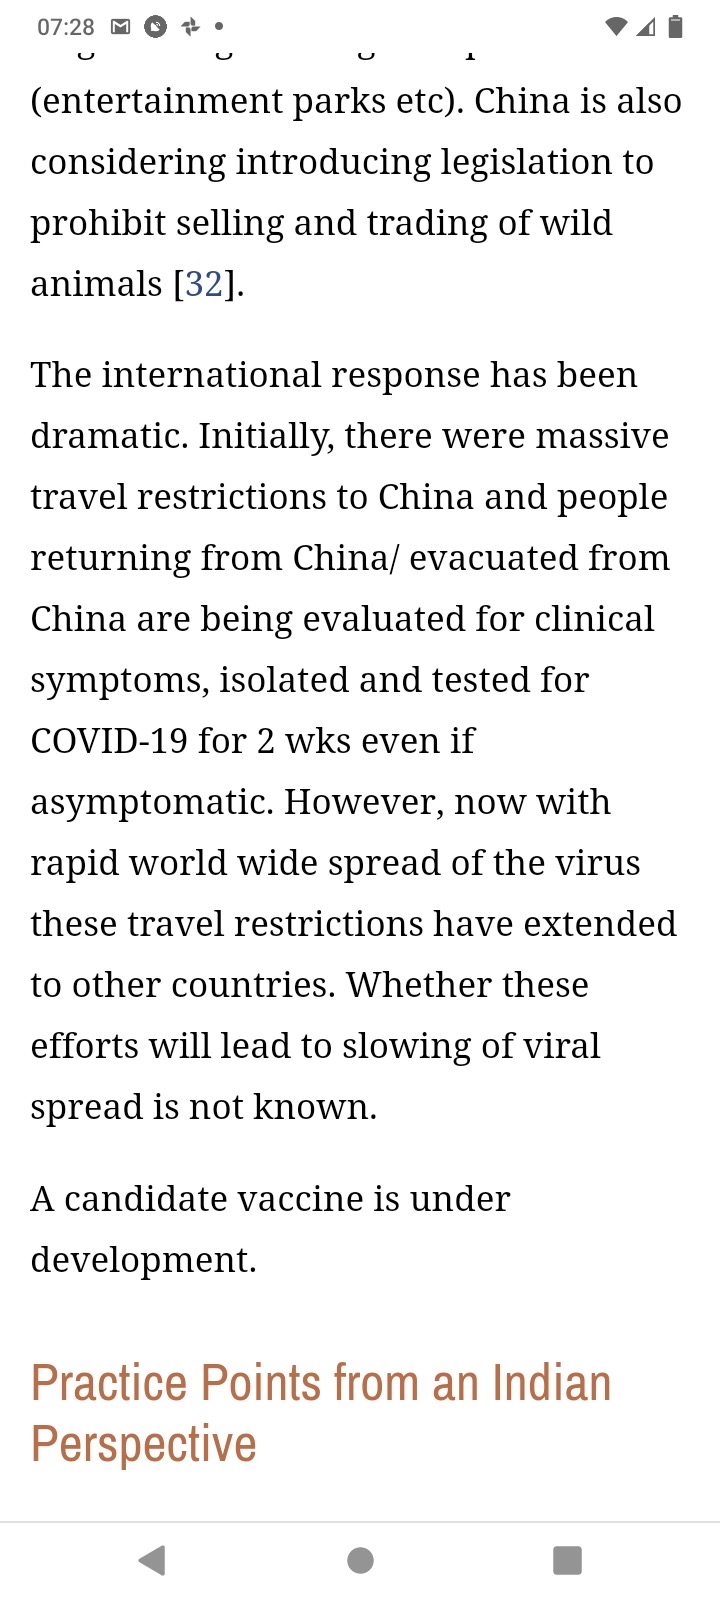 07:28
(entertainment parks etc). China is also
considering introducing legislation to
prohibit selling and trading of wild
animals [32].
The international response has been
dramatic. Initially, there were massive
travel restrictions to China and people
returning from China/ evacuated from
China are being evaluated for clinical
symptoms, isolated and tested for
COVID-19 for 2 wks even if
asymptomatic. However, now with
rapid world wide spread of the virus
these travel restrictions have extended
to other countries. Whether these
efforts will lead to slowing of viral
spread is not known.
A candidate vaccine is under
development.
Practice Points from an Indian
Perspective